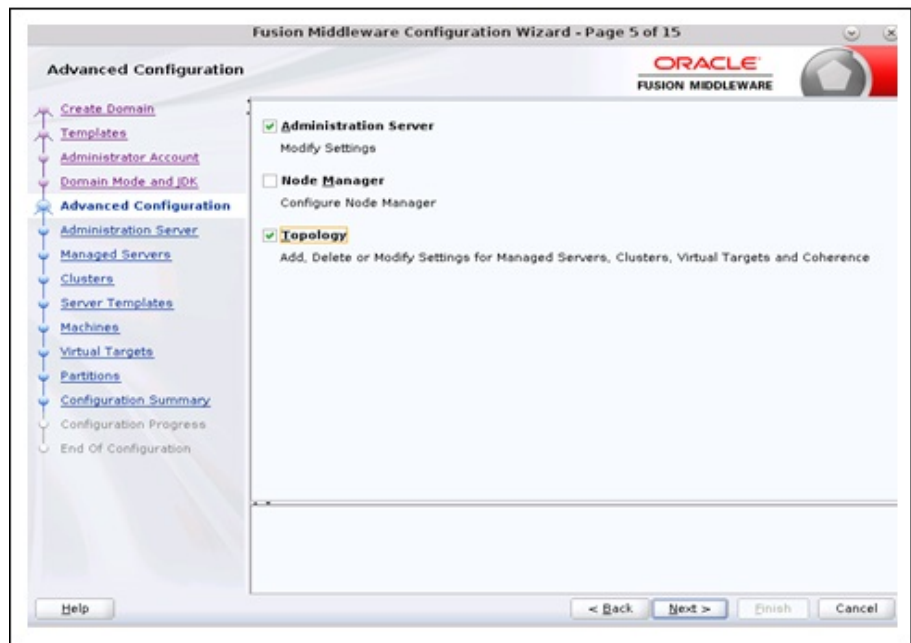 Fusion Middleware Configuration Wizard - Page 5 of 15
Advanced Configuration
ORACLE
FUSION MIDDLEWARE
Create Domain
Templates
Administrator Account
Domain Mode and JDK
Advanced Configuration
Administration Server
Managed Servers
Clusters
Server Templates
Machines
Virtual Targets
Partitions
Configuration Summary
Configuration Progress
End Of Configuration
Administration Server
Modify Settings
Node Manager
Configure Node Manager
Topology
Add, Delete or Modify Settings for Managed Servers, Clusters, Virtual Targets and Coherence
Help
< Back
Next >
Finish
Cancel